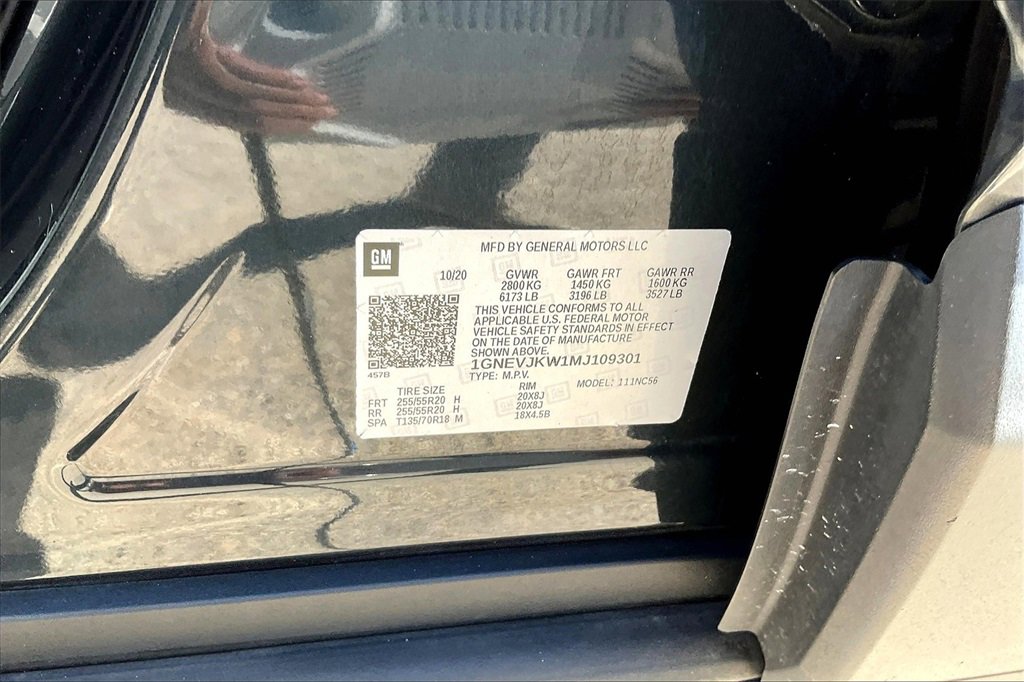 GM
MFD BY GENERAL MOTORS LLC
10/20 GVWR GAWR FRT GAWR RR
2800 KG 1450 KG 1600 KG
6173 LB 3196 LB 3527 LB
THIS VEHICLE CONFORMS TO ALL
APPLICABLE U.S. FEDERAL MOTOR
VEHICLE SAFETY STANDARDS IN EFFECT
ON THE DATE OF MANUFACTURE
SHOWN ABOVE.
1GNEVJKW1MJ109301
457B
TYPE: M.P.V. MODEL: 111NC56
TIRE SIZE RIM
FRT 255/55R20 H 20X8J
RR 255/55R20 H 20X8J
SPA T135/70R18 M 18X4.5B